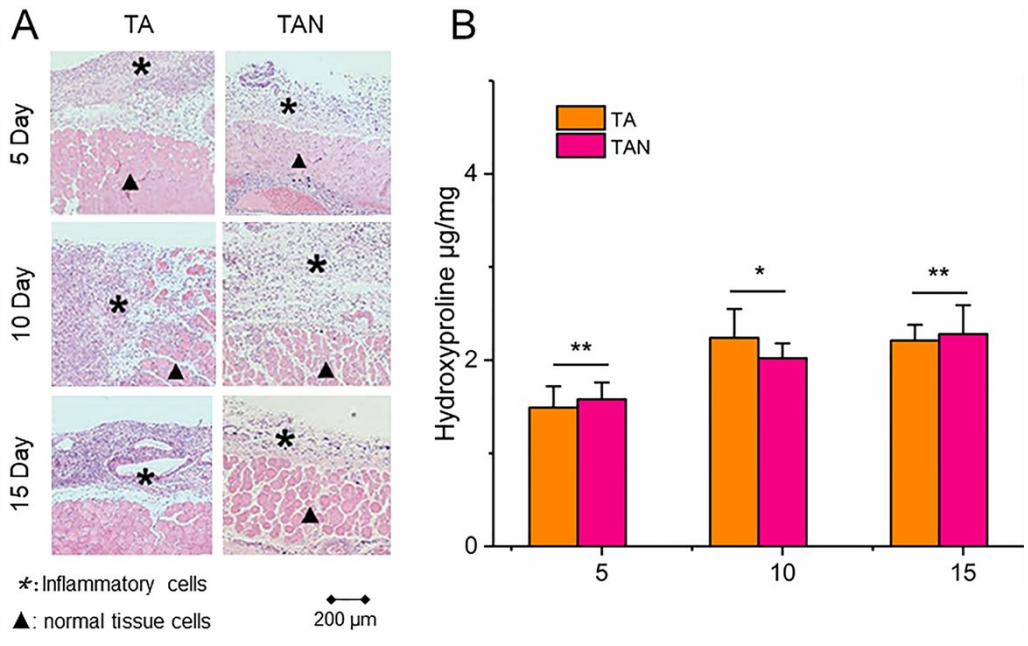 A
TA TAN
5 Day
10 Day
15 Day
*: Inflammatory cells
▲: normal tissue cells
200 µm
B
TA
TAN
Hydroxyproline µg/mg
4
2
0
** * **
5 10 15